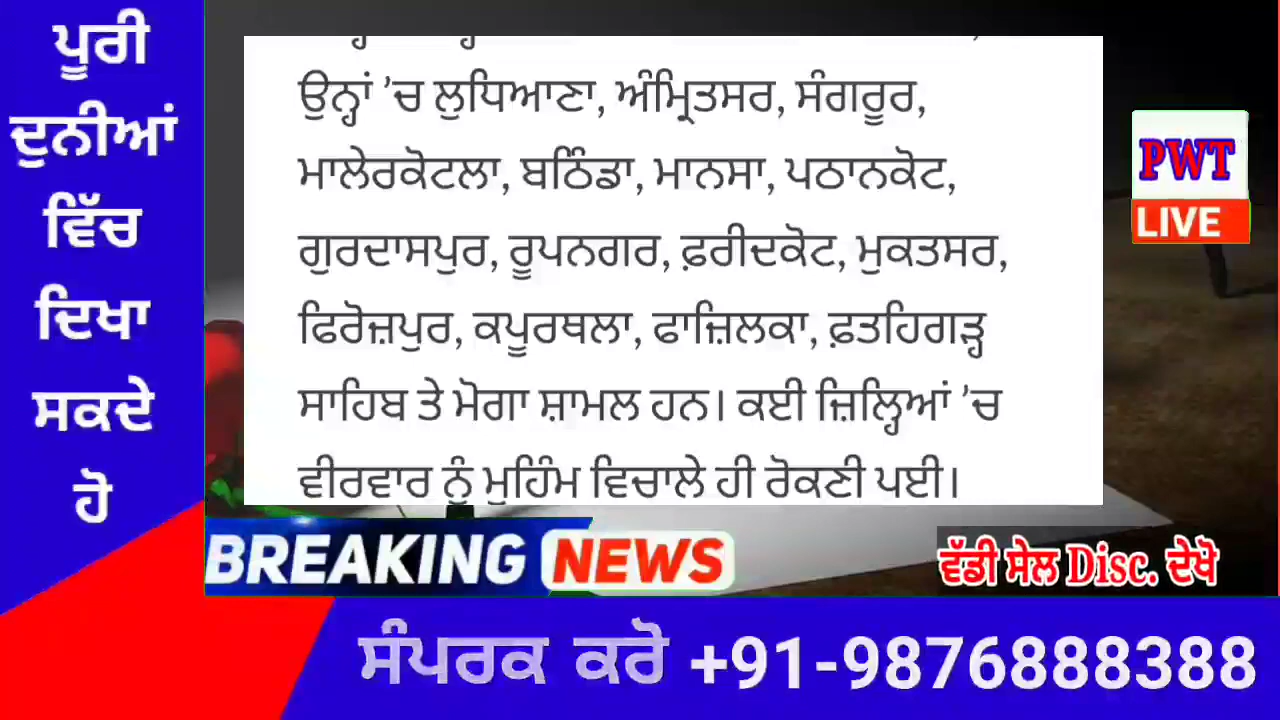 ਪੂਰੀ
ਦੁਨੀਆਂ
ਵਿੱਚ
ਦਿਖਾ
ਸਕਦੇ
ਹੋ
ਉਨ੍ਹਾਂ ’ਚ ਲੁਧਿਆਣਾ, ਅੰਮ੍ਰਿਤਸਰ, ਸੰਗਰੂਰ,
ਮਾਲੇਰਕੋਟਲਾ, ਬਠਿੰਡਾ, ਮਾਨਸਾ, ਪਠਾਨਕੋਟ,
ਗੁਰਦਾਸਪੁਰ, ਰੂਪਨਗਰ, ਫ਼ਰੀਦਕੋਟ, ਮੁਕਤਸਰ,
ਫਿਰੋਜ਼ਪੁਰ, ਕਪੂਰਥਲਾ, ਫਾਜ਼ਿਲਕਾ, ਫ਼ਤਹਿਗੜ੍ਹ
ਸਾਹਿਬ ਤੇ ਮੋਗਾ ਸ਼ਾਮਲ ਹਨ। ਕਈ ਜ਼ਿਲ੍ਹਿਆਂ ’ਚ
ਵੀਰਵਾਰ ਨੂੰ ਮੁਹਿੰਮ ਵਿਚਾਲੇ ਹੀ ਰੋਕਣੀ ਪਈ।
PWT
LIVE
BREAKING NEWS
ਵੱਡੀ ਸੇਲ Disc. ਦੇਖੋ
ਸੰਪਰਕ ਕਰੋ +91-9876888388